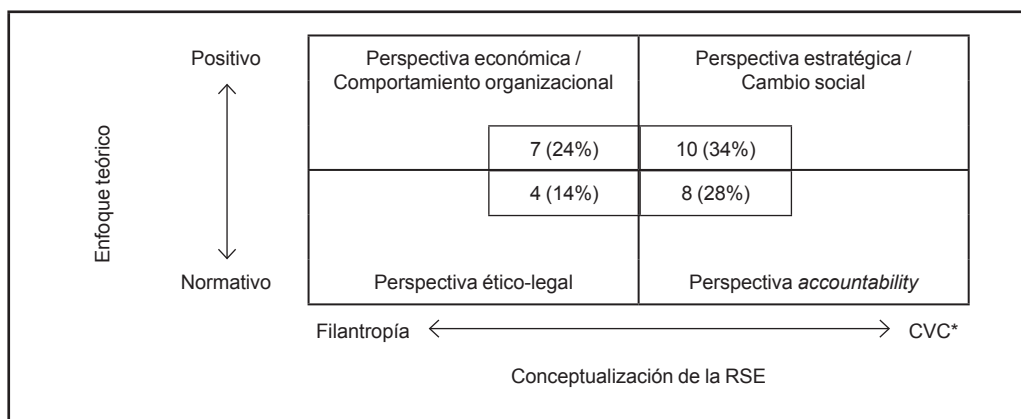 Enfoque teórico
Positivo
Perspectiva económica /
Comportamiento organizacional
Perspectiva estratégica /
Cambio social
7 (24%)
10 (34%)
4 (14%)
8 (28%)
Normativo
Perspectiva ético-legal
Perspectiva accountability
Filantropía
CVC*
Conceptualización de la RSE